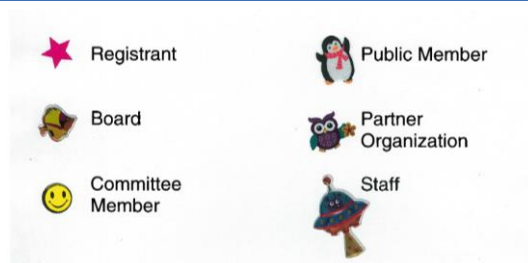 Registrant
Public Member
Board
Partner
Organization
Committee
Member
Staff